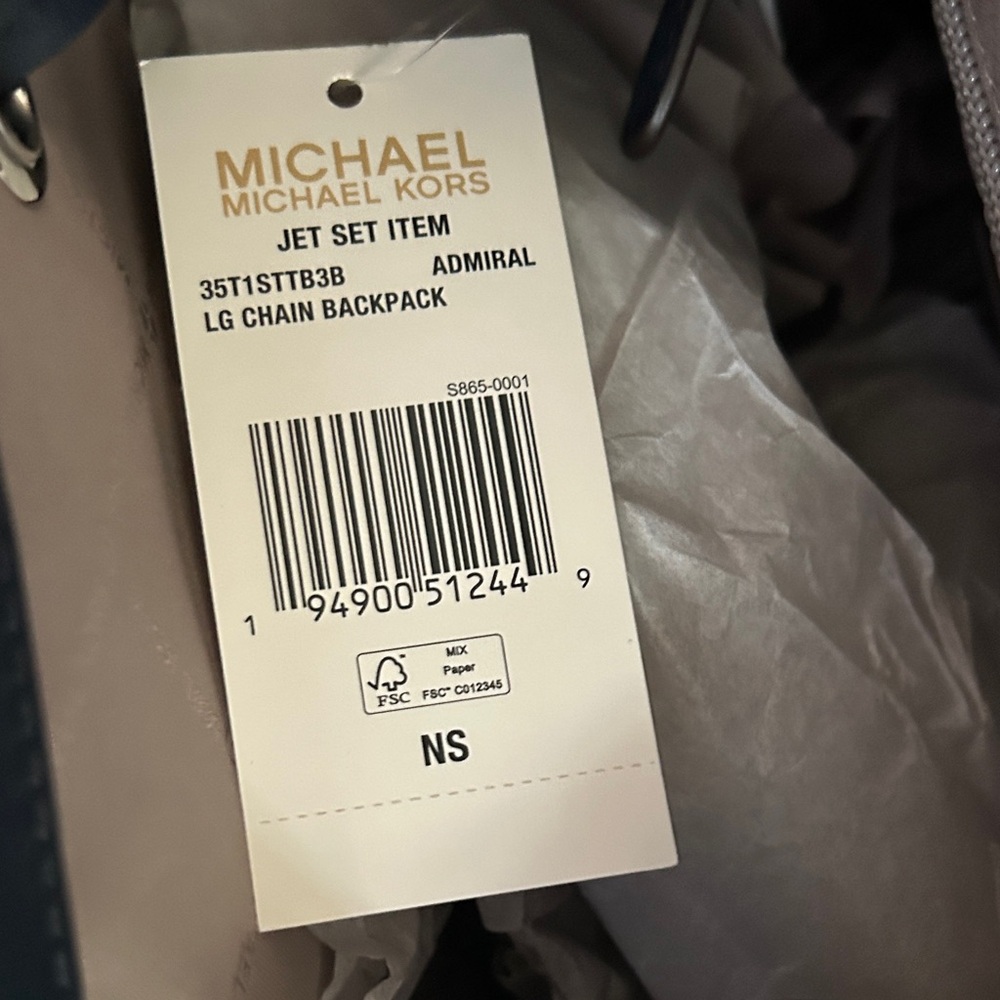 MICHAEL
MICHAEL KORS
JET SET ITEM
35T1STTB3B ADMIRAL
LG CHAIN BACKPACK
S865-0001
1 94900 51244 9
FSC
MIX
Paper
FSC™ C012345
NS